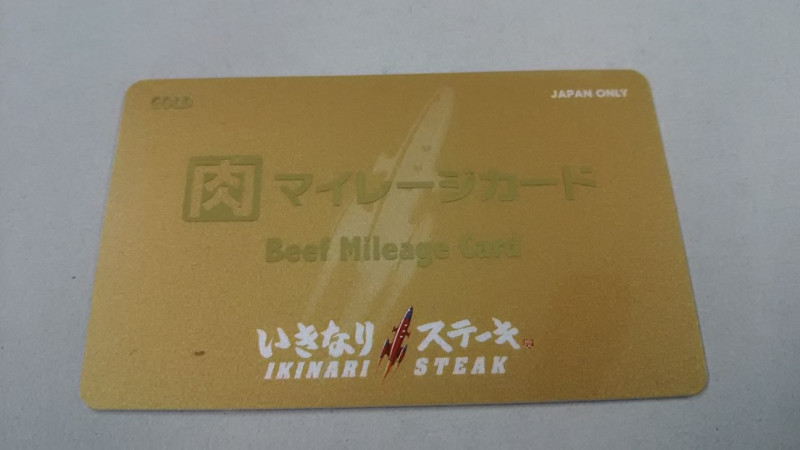 GOLD
JAPAN ONLY
肉 マイレージカード
Beef Mileage Card
いきなりステーキ
IKINARI STEAK